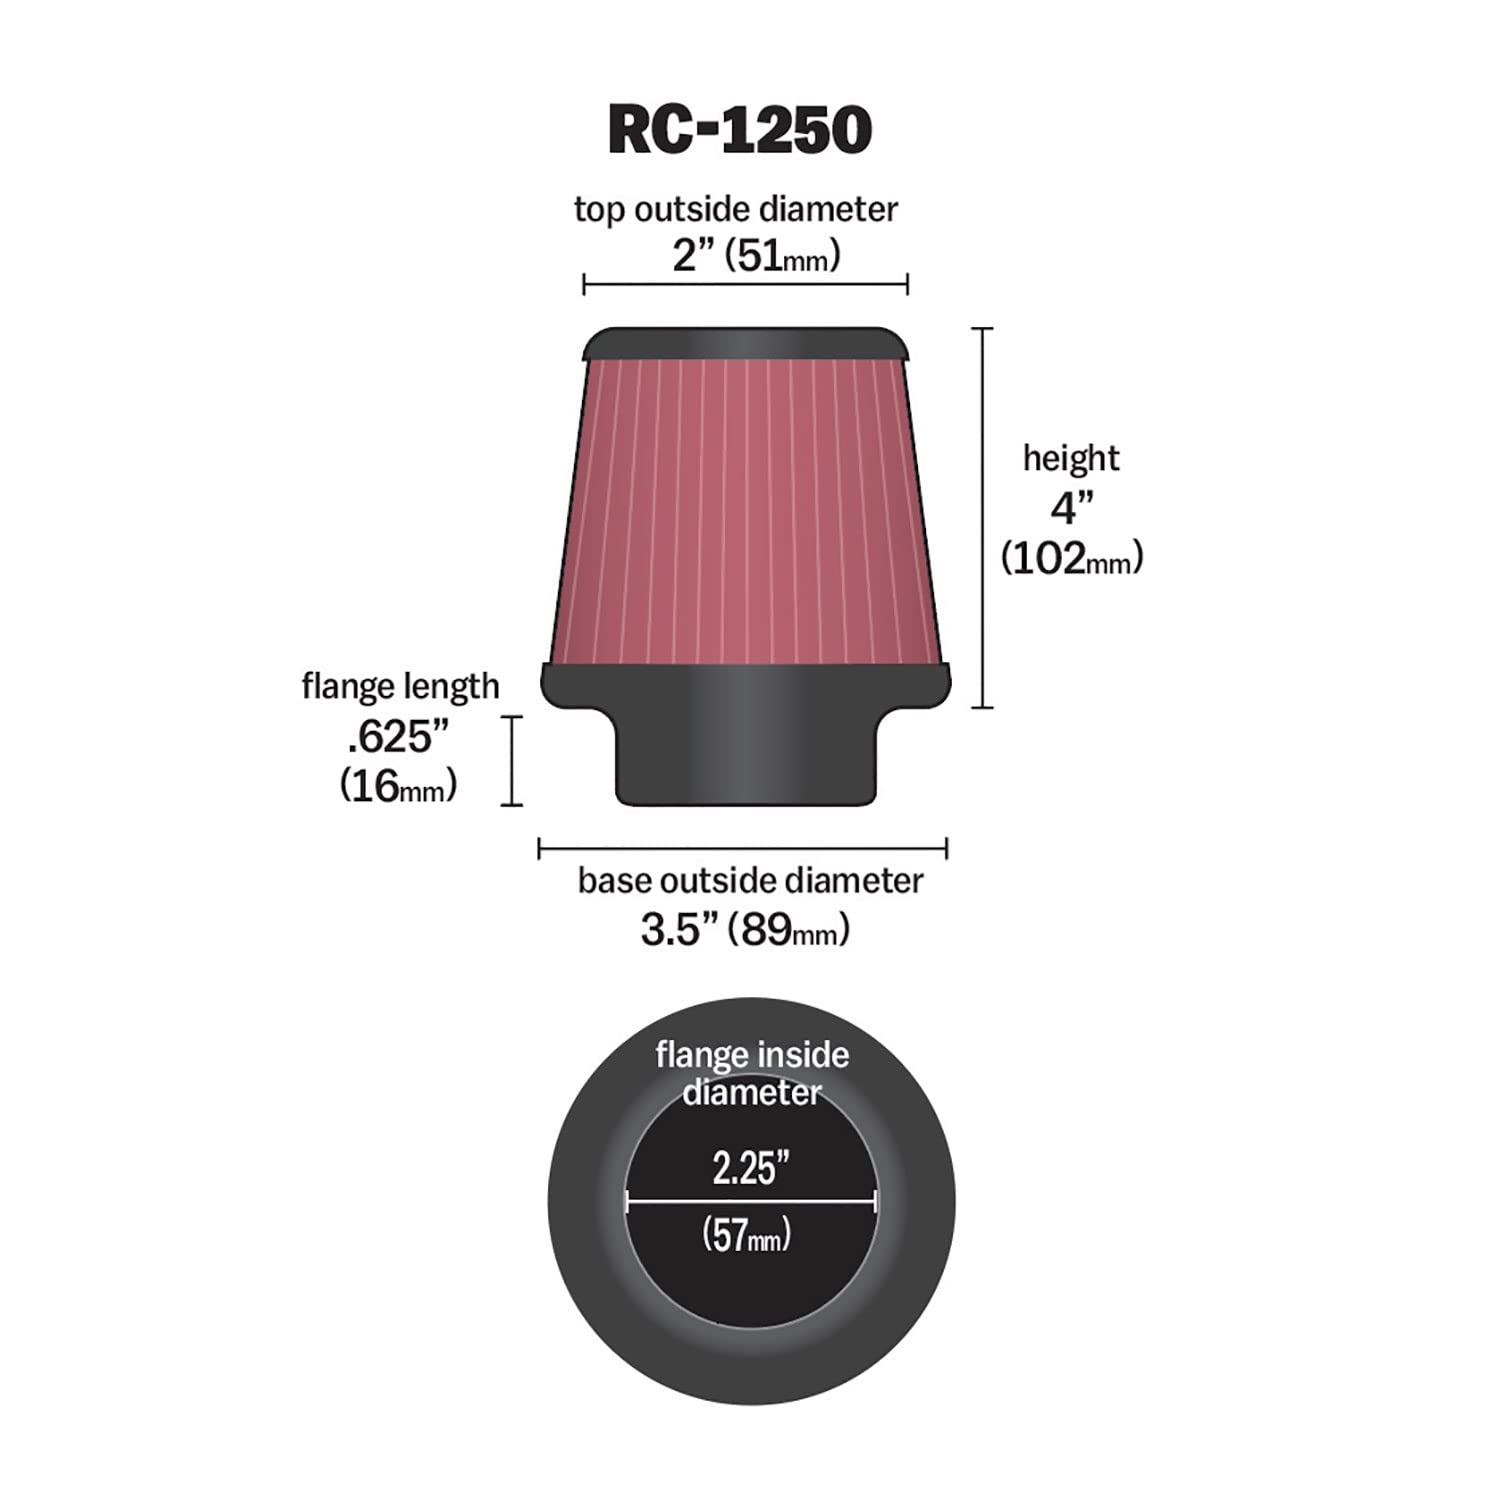 RC-1250
top outside diameter
2” (51mm)
height
4”
(102mm)
flange length
.625”
(16mm)
base outside diameter
3.5” (89mm)
flange inside
diameter
2.25”
(57mm)